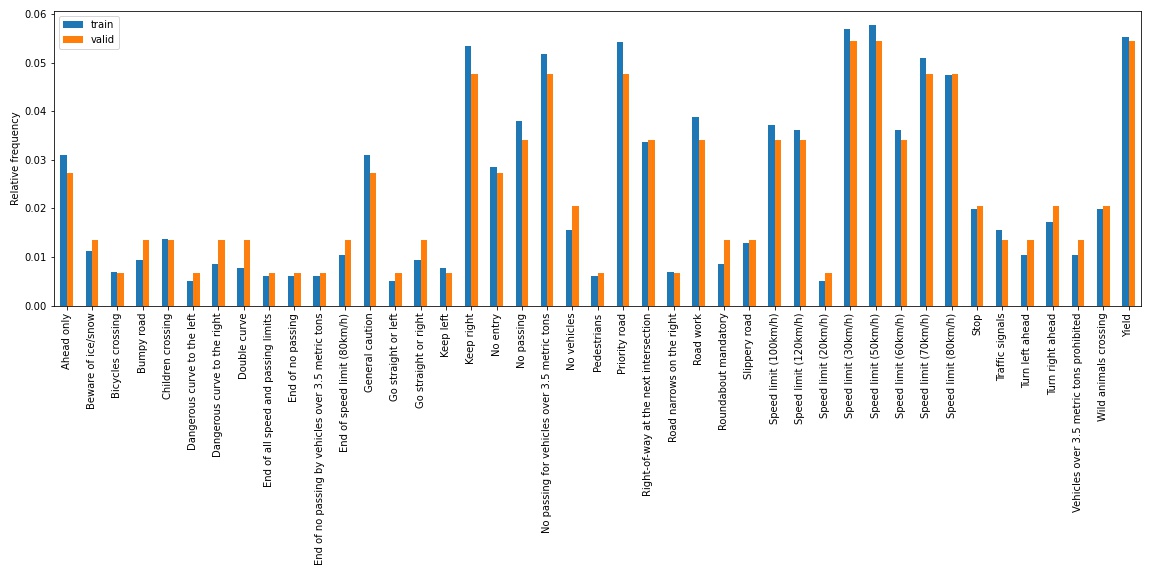 train
valid
Relative frequency
0.06
0.05
0.04
0.03
0.02
0.01
0.00
Ahead only
Beware of ice/snow
Bicycles crossing
Bumpy road
Children crossing
Dangerous curve to the left
Dangerous curve to the right
Double curve
End of all speed and passing limits
End of no passing
End of no passing by vehicles over 3.5 metric tons
End of speed limit (80km/h)
General caution
Go straight or left
Go straight or right
Keep left
Keep right
No entry
No passing
No passing for vehicles over 3.5 metric tons
No vehicles
Pedestrians
Priority road
Right-of-way at the next intersection
Road narrows on the right
Road work
Roundabout mandatory
Slippery road
Speed limit (100km/h)
Speed limit (120km/h)
Speed limit (20km/h)
Speed limit (30km/h)
Speed limit (50km/h)
Speed limit (60km/h)
Speed limit (70km/h)
Speed limit (80km/h)
Stop
Traffic signals
Turn left ahead
Turn right ahead
Vehicles over 3.5 metric tons prohibited
Wild animals crossing
Yield